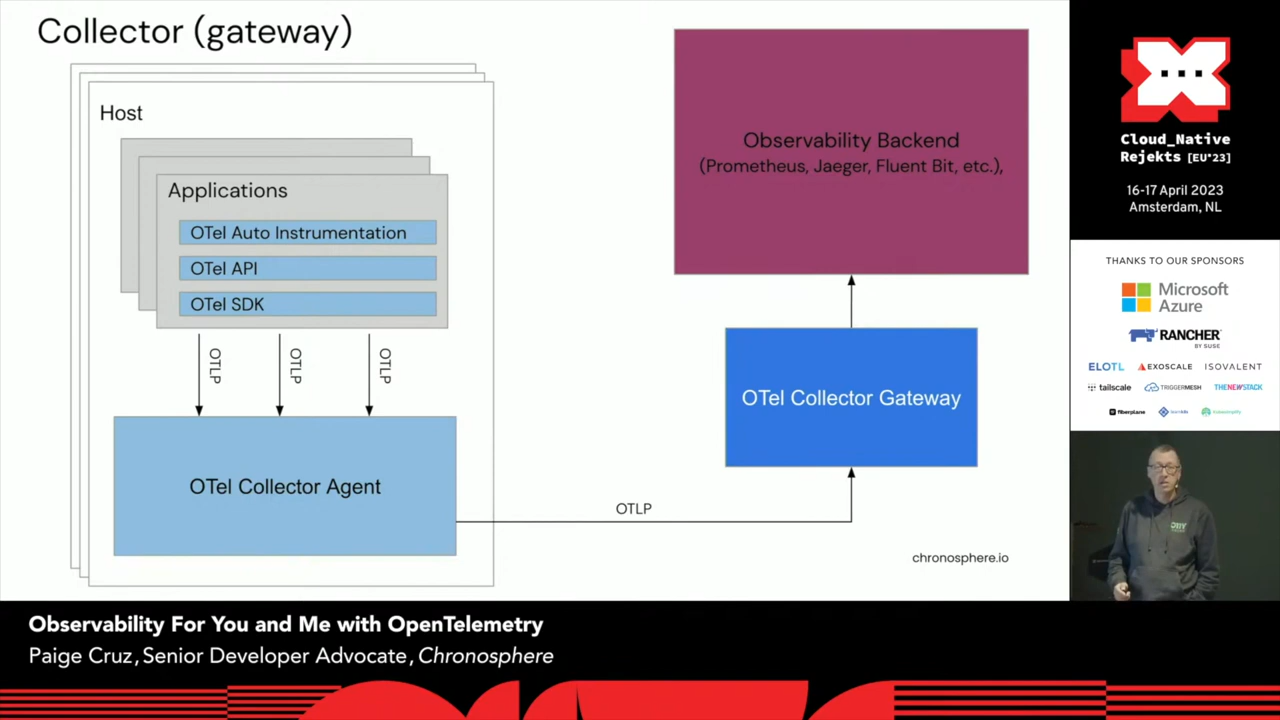 Collector (gateway)
Host
Applications
OTel Auto Instrumentation
OTel API
OTel SDK
OTLP
OTLP
OTLP
OTel Collector Agent
OTLP
OTel Collector Gateway
Observability Backend
(Prometheus, Jaeger, Fluent Bit, etc.),
chronosphere.io
Cloud_Native
Rejekts [EU'23]
16-17 April 2023
Amsterdam, NL
THANKS TO OUR SPONSORS
Microsoft
Azure
RANCHER
BY SUSE
ELOTL
EXOSCALE
ISOVALENT
tailscale
TRIGGERMESH
THENEWSTACK
fiberplane
Observability For You and Me with OpenTelemetry
Paige Cruz, Senior Developer Advocate, Chronosphere